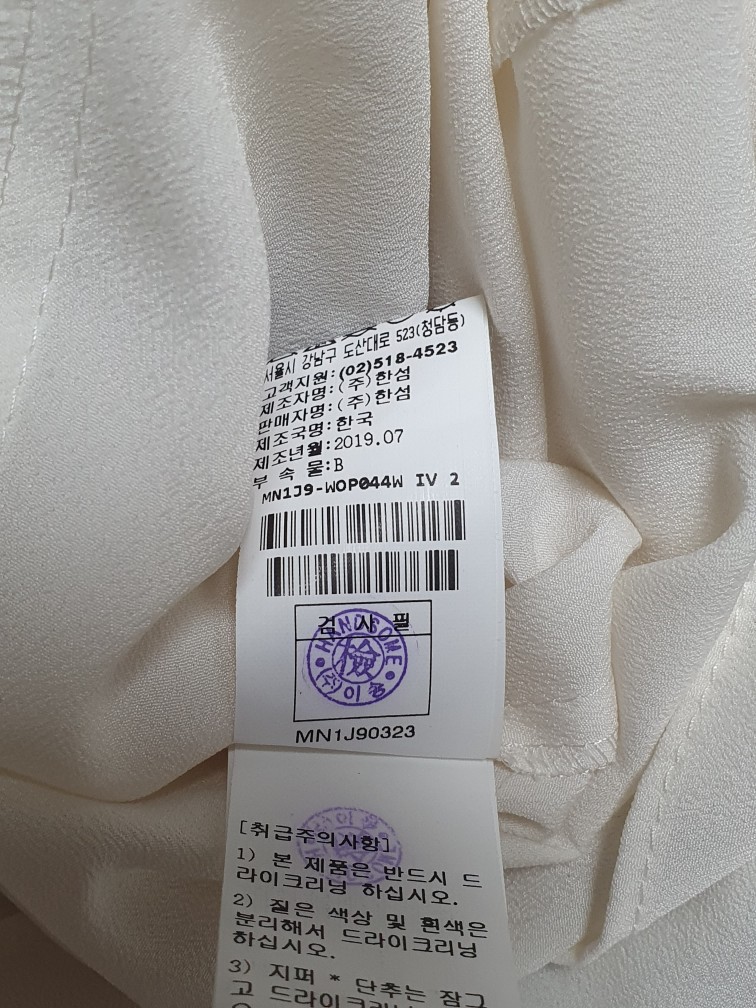 서울시 강남구 도산대로 523(청담동)
고객지원:(02)518-4523
제조자명:(주)한섬
판매자명:(주)한섬
제조국명:한국
제조년월:2019.07
부 속 물:B
MN1J9-WOP044W IV 2
검 사 필
HANDSOME
檢
(주)이
MN1J90323
[취급주의사항]
1) 본 제품은 반드시 드
라이크리닝 하십시오.
2) 짙은 색상 및 흰색은
분리해서 드라이크리닝
하십시오.
3) 지퍼 * 단추는 잠그
고 드라이크리닝